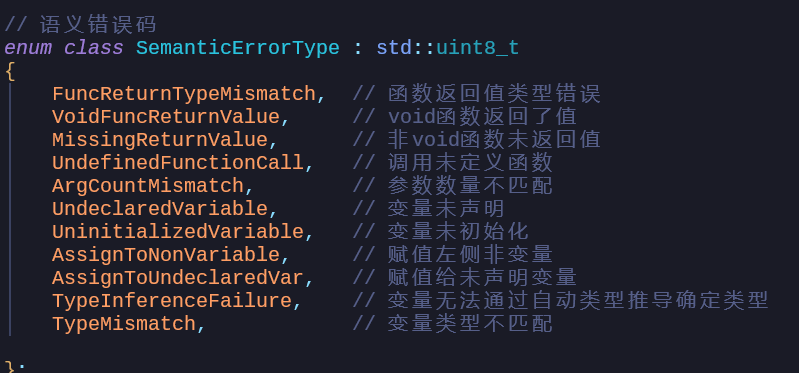 // 语义错误码
enum class SemanticErrorType : std::uint8_t
{
    FuncReturnTypeMismatch,  // 函数返回值类型错误
    VoidFuncReturnValue,     // void函数返回了值
    MissingReturnValue,      // 非void函数未返回值
    UndefinedFunctionCall,   // 调用未定义函数
    ArgCountMismatch,        // 参数数量不匹配
    UndeclaredVariable,      // 变量未声明
    UninitializedVariable,   // 变量未初始化
    AssignToNonVariable,     // 赋值左侧非变量
    AssignToUndeclaredVar,   // 赋值给未声明变量
    TypeInferenceFailure,    // 变量无法通过自动类型推导确定类型
    TypeMismatch,            // 变量类型不匹配
};